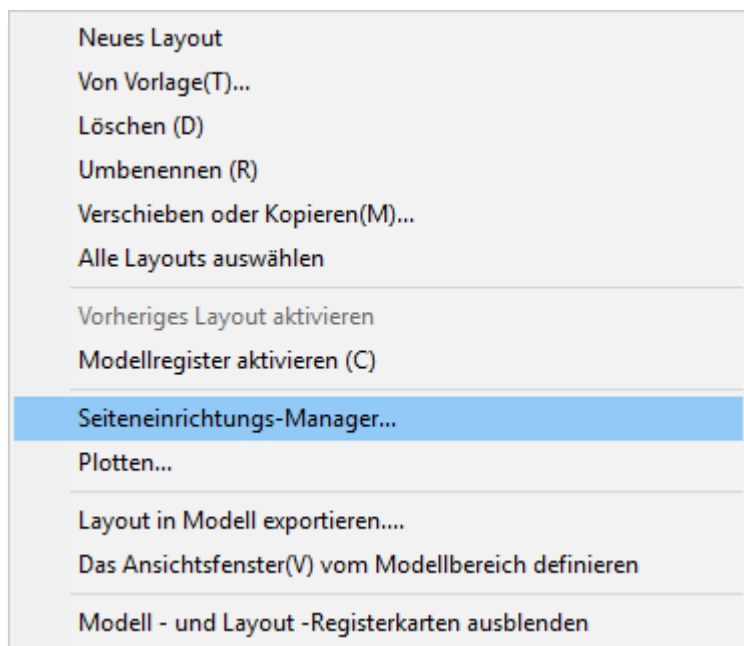 Neues Layout
Von Vorlage(T)...
Löschen (D)
Umbenennen (R)
Verschieben oder Kopieren(M)...
Alle Layouts auswählen
Vorheriges Layout aktivieren
Modellregister aktivieren (C)
Seiteneinrichtungs-Manager...
Plotten...
Layout in Modell exportieren....
Das Ansichtsfenster(V) vom Modellbereich definieren
Modell - und Layout -Registerkarten ausblenden